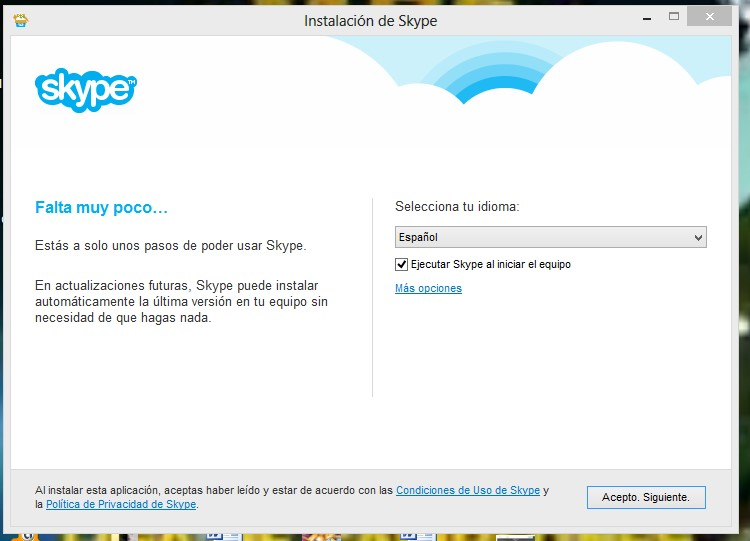 Instalación de Skype
skype™
Falta muy poco…
Estás a solo unos pasos de poder usar Skype.
En actualizaciones futuras, Skype puede instalar
automáticamente la última versión en tu equipo sin
necesidad de que hagas nada.
Selecciona tu idioma:
Español
Ejecutar Skype al iniciar el equipo
Más opciones
Al instalar esta aplicación, aceptas haber leído y estar de acuerdo con las Condiciones de Uso de Skype y
la Política de Privacidad de Skype.
Acepto. Siguiente.